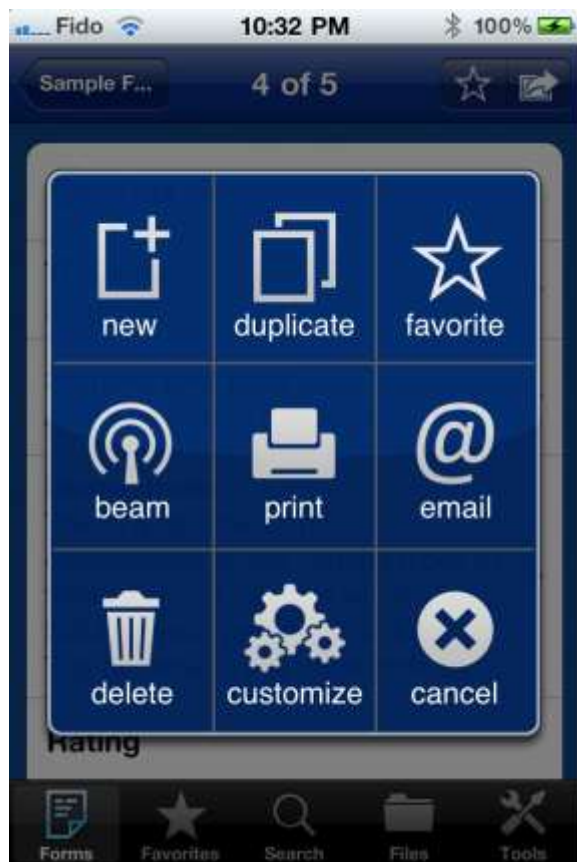 Fido 10:32 PM 100%
Sample F... 4 of 5
new duplicate favorite
beam print email
delete customize cancel
Rating
Forms Favorites Search Files Tools